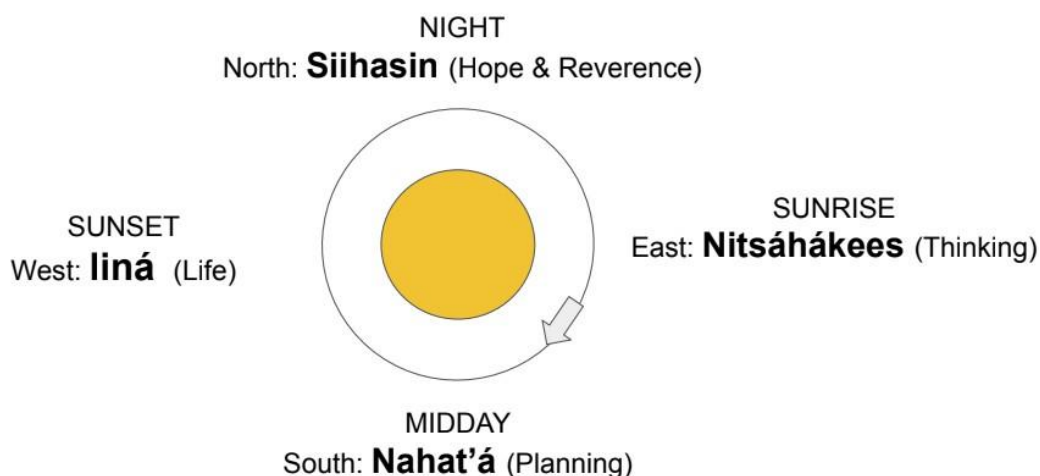 NIGHT
North: Siihasin (Hope & Reverence)
SUNSET
West: Iiná (Life)
SUNRISE
East: Nitsáhákees (Thinking)
MIDDAY
South: Nahat’á (Planning)